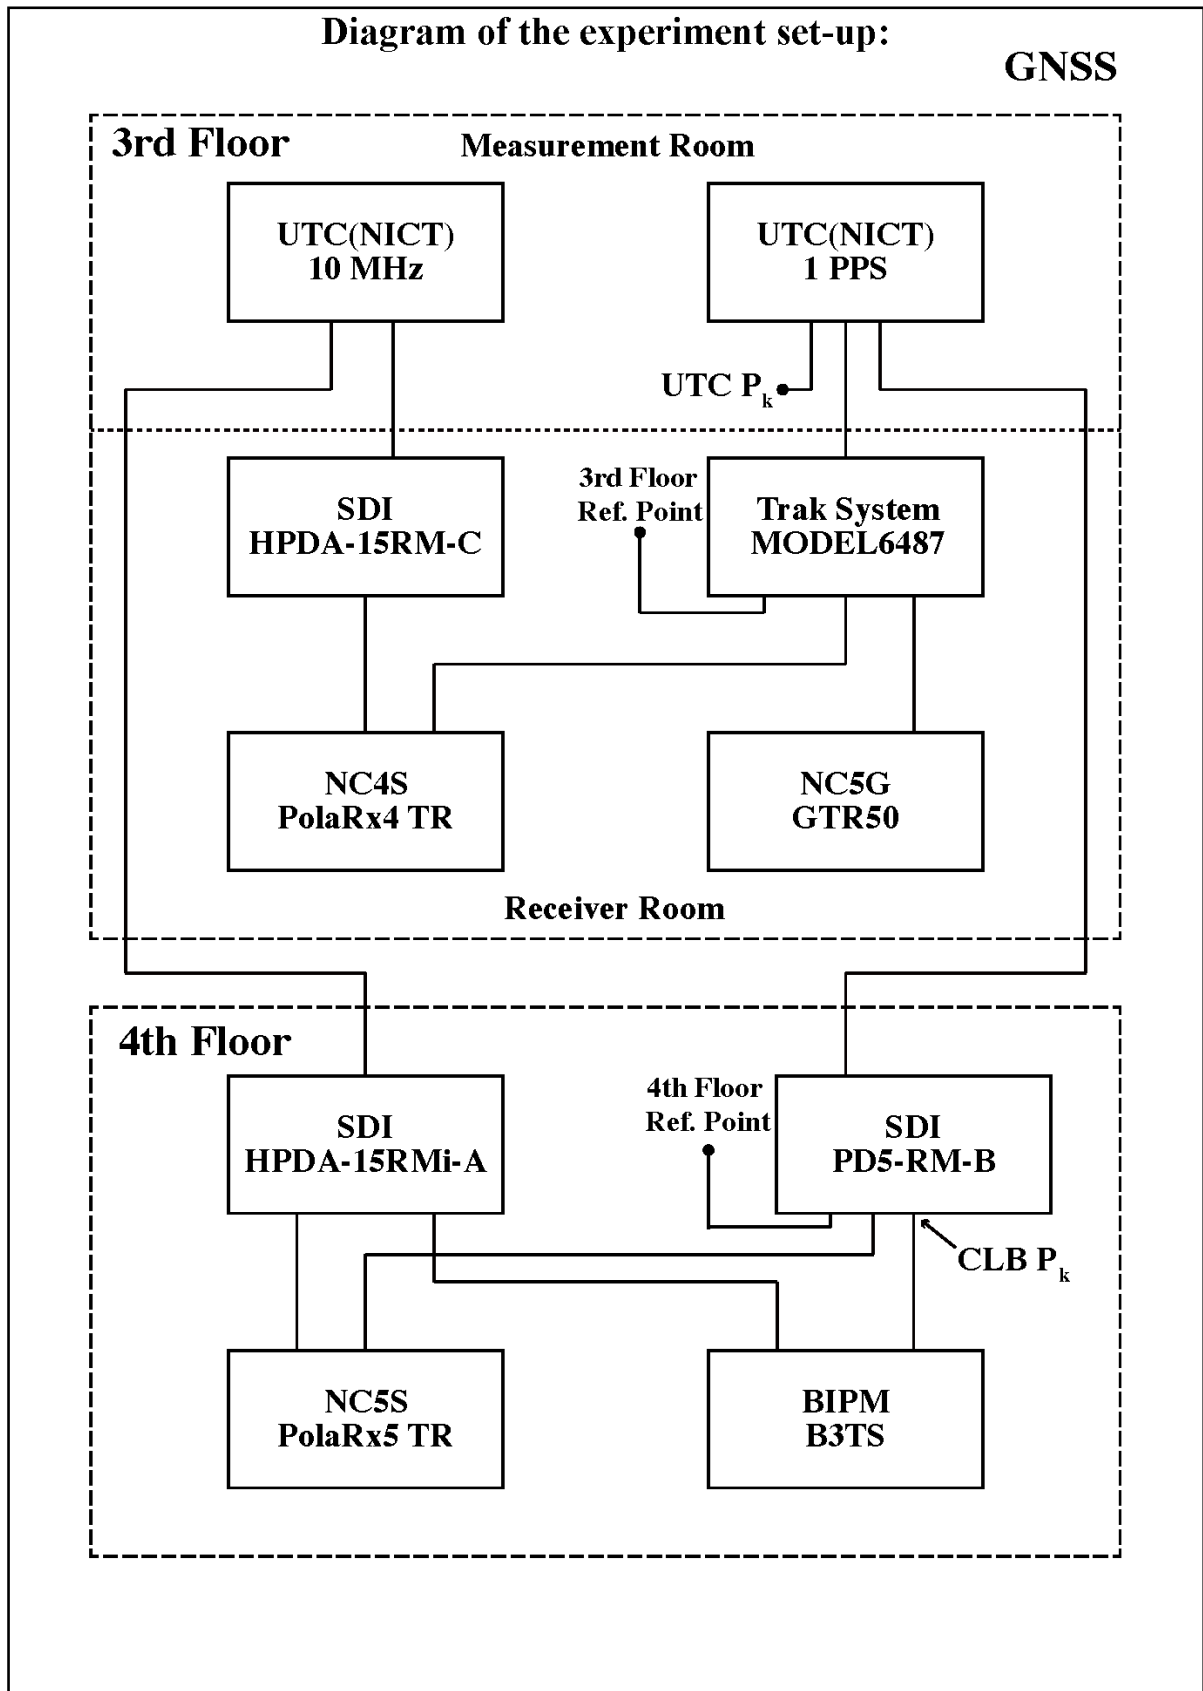 Diagram of the experiment set-up:
GNSS
3rd Floor
Measurement Room
UTC(NICT)
10 MHz
UTC(NICT)
1 PPS
UTC Pk
SDI
HPDA-15RM-C
3rd Floor
Ref. Point
Trak System
MODEL6487
NC4S
PolaRx4 TR
NC5G
GTR50
Receiver Room
4th Floor
SDI
HPDA-15RMi-A
4th Floor
Ref. Point
SDI
PD5-RM-B
CLB Pk
NC5S
PolaRx5 TR
BIPM
B3TS